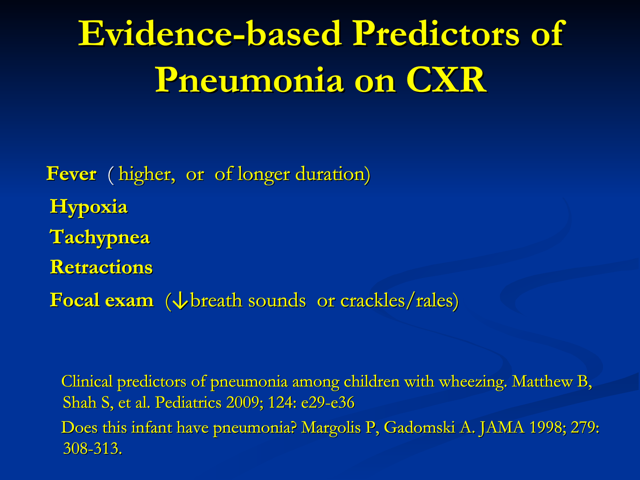 Evidence-based Predictors of
Pneumonia on CXR
Fever ( higher, or of longer duration)
Hypoxia
Tachypnea
Retractions
Focal exam (↓breath sounds or crackles/rales)
Clinical predictors of pneumonia among children with wheezing. Matthew B,
Shah S, et al. Pediatrics 2009; 124: e29-e36
Does this infant have pneumonia? Margolis P, Gadomski A. JAMA 1998; 279:
308-313.